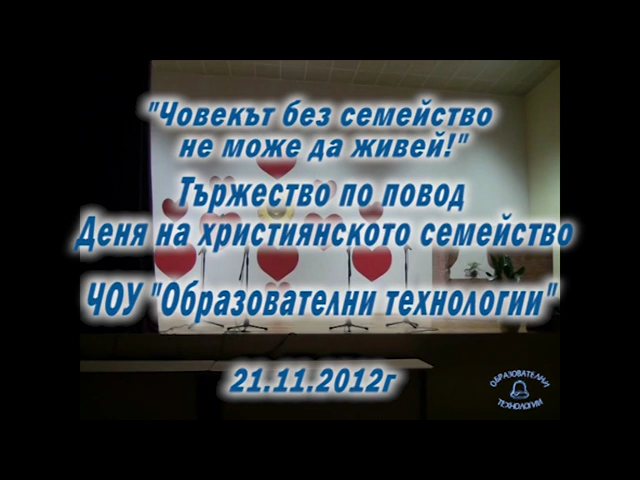 "Човекът без семейство
не може да живей!"
Тържество по повод
Деня на християнското семейство
ЧОУ "Образователни технологии"
21.11.2012г
ОБРАЗОВАТЕЛНИ
ТЕХНОЛОГИИ